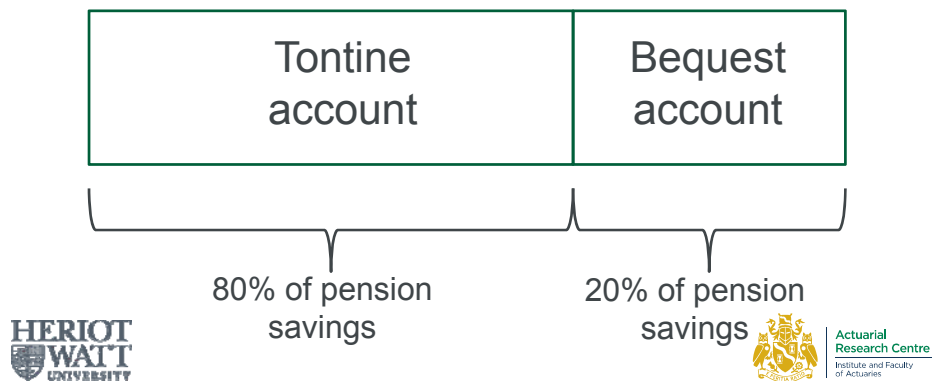 Tontine
account
Bequest
account
80% of pension
savings
20% of pension
savings
HERIOT
WATT
UNIVERSITY
Actuarial
Research Centre
Institute and Faculty
of Actuaries